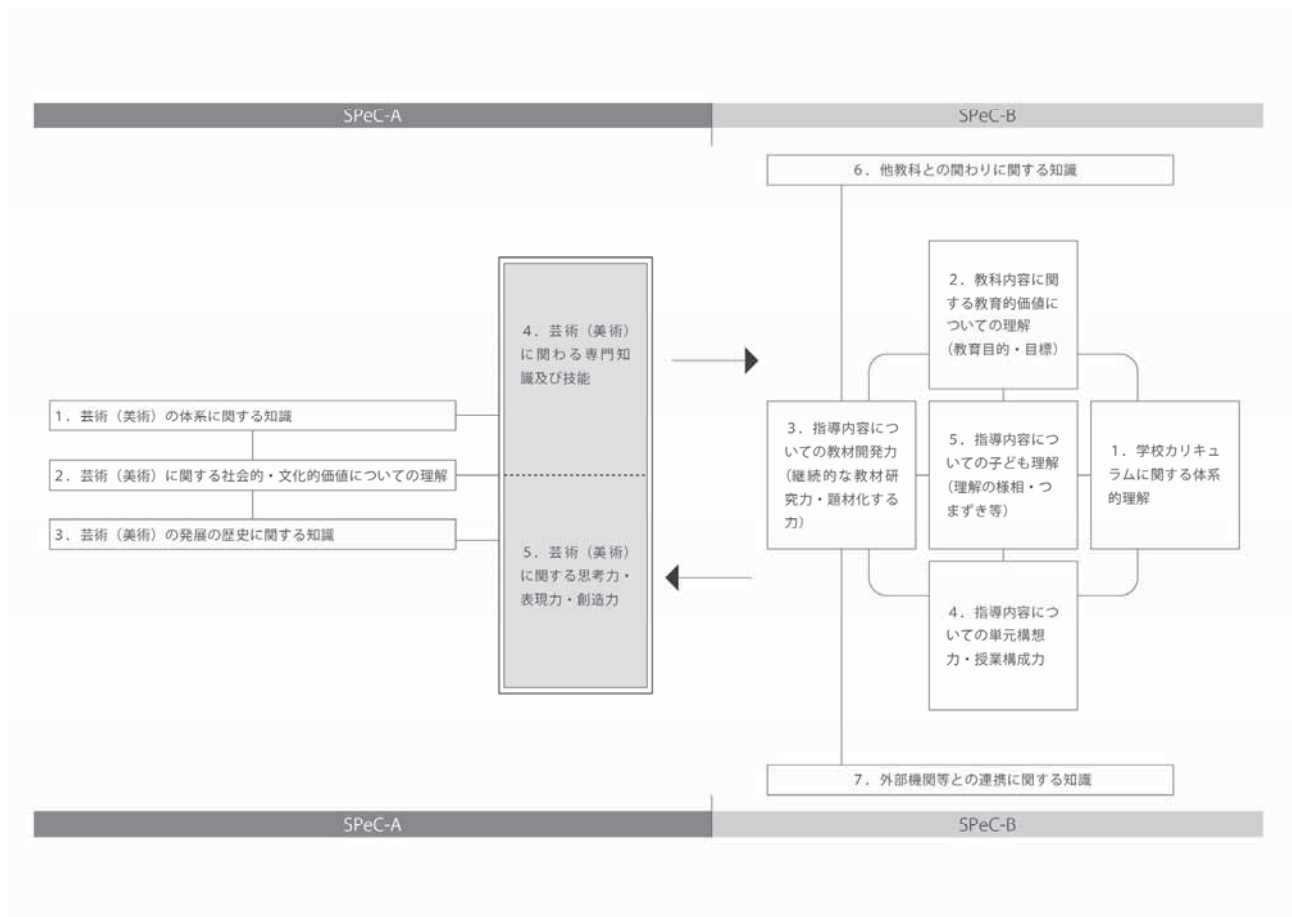 SPeC-A
SPeC-B
6．他教科との関わりに関する知識
2．教科内容に関
する教育的価値に
ついての理解
（教育目的・目標）
4．芸術（美術）
に関わる専門知
識及び技能
1．芸術（美術）の体系に関する知識
2．芸術（美術）に関する社会的・文化的価値についての理解
3．芸術（美術）の発展の歴史に関する知識
5．芸術（美術）
に関する思考力・
表現力・創造力
3．指導内容につ
いての教材開発力
（継続的な教材研
究力・題材化する
力）
5．指導内容につ
いての子ども理解
（理解の様相・つ
まずき等）
1．学校カリキュ
ラムに関する体系
的理解
4．指導内容につ
いての単元構想
力・授業構成力
7．外部機関等との連携に関する知識
SPeC-A
SPeC-B